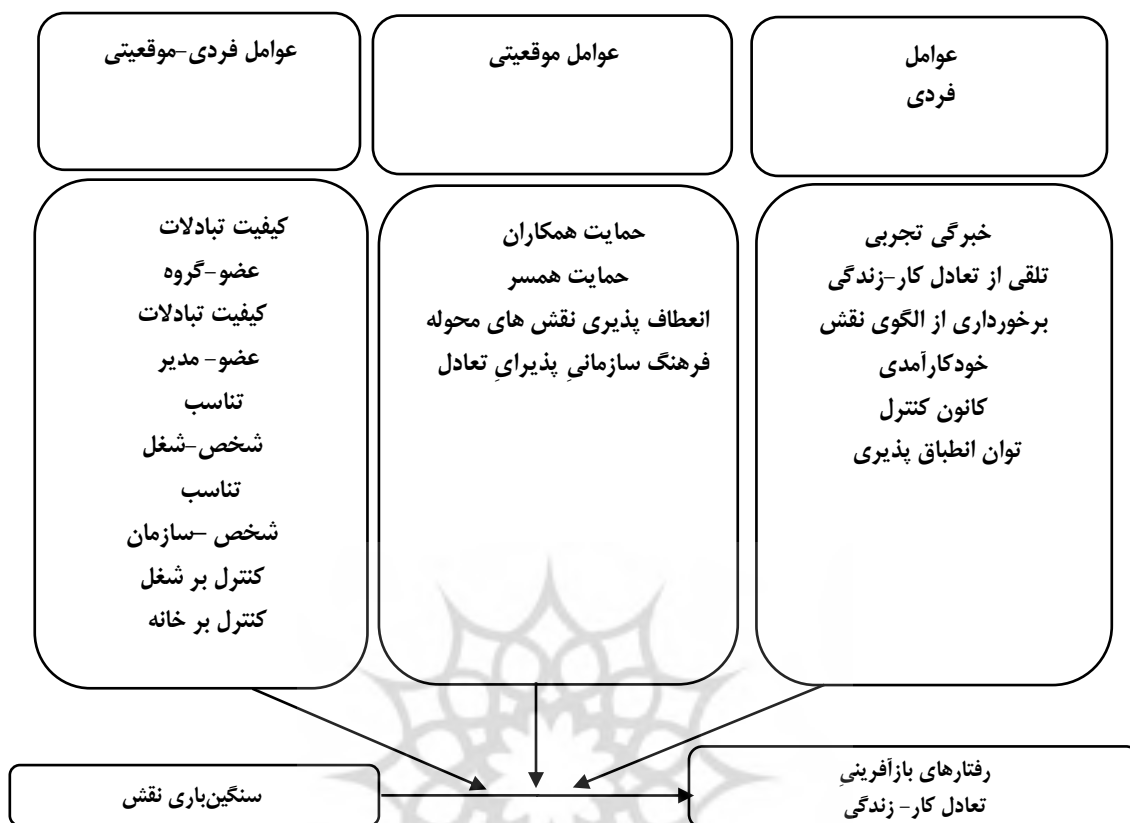 عوامل
فردی
عوامل موقعیتی
عوامل فردی-موقعیتی
خبرگی تجربی
تلقی از تعادل کار-زندگی
برخورداری از الگوی نقش
خودکارآمدی
کانون کنترل
توان انطباق پذیری
حمایت همکاران
حمایت همسر
انعطاف پذیری نقش های محوله
فرهنگ سازمانیِ پذیرایِ تعادل
کیفیت تبادلات
عضو-گروه
کیفیت تبادلات
عضو- مدیر
تناسب
شخص-شغل
تناسب
شخص –سازمان
کنترل بر شغل
کنترل بر خانه
رفتارهای بازآفرینیِ
تعادل کار- زندگی
سنگین‌باری نقش